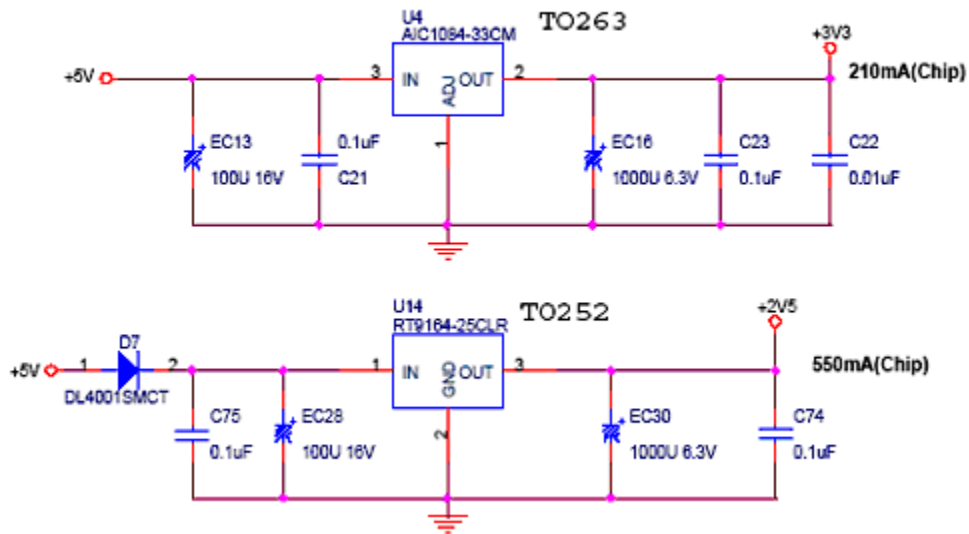 U4
TO263
AIC1084-33CM
+3V3
+5V
3
IN
OUT
2
210mA(Chip)
ADJ
1
EC13
100U 16V
0.1uF
C21
EC16
1000U 6.3V
C23
0.1uF
C22
0.01uF
U14
TO252
RT9164-25CLR
+2V5
D7
+5V
1
2
DL4001SMCT
1
IN
OUT
3
550mA(Chip)
GND
2
C75
0.1uF
EC28
100U 16V
EC30
1000U 6.3V
C74
0.1uF